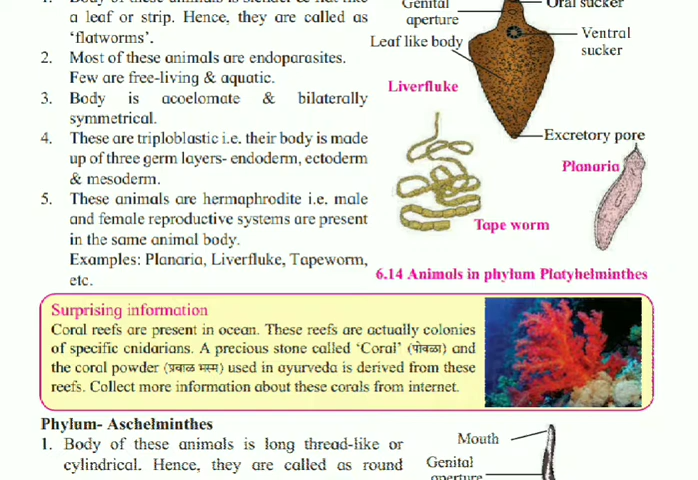 a leaf or strip. Hence, they are called as
'flatworms'.
2. Most of these animals are endoparasites.
Few are free-living & aquatic.
3. Body is acoelomate & bilaterally
symmetrical.
4. These are triploblastic i.e. their body is made
up of three germ layers- endoderm, ectoderm
& mesoderm.
5. These animals are hermaphrodite i.e. male
and female reproductive systems are present
in the same animal body.
Examples: Planaria, Liverfluke, Tapeworm,
etc.
Genital
aperture
Oral sucker
Ventral
sucker
Leaf like body
Liverfluke
Excretory pore
Planaria
Tape worm
6.14 Animals in phylum Platyhelminthes
Surprising information
Coral reefs are present in ocean. These reefs are actually colonies
of specific cnidarians. A precious stone called 'Coral' (पोवळा) and
the coral powder (प्रवाळ भस्म) used in ayurveda is derived from these
reefs. Collect more information about these corals from internet.
Phylum- Aschelminthes
1. Body of these animals is long thread-like or
cylindrical. Hence, they are called as round
Mouth
Genital
aperture